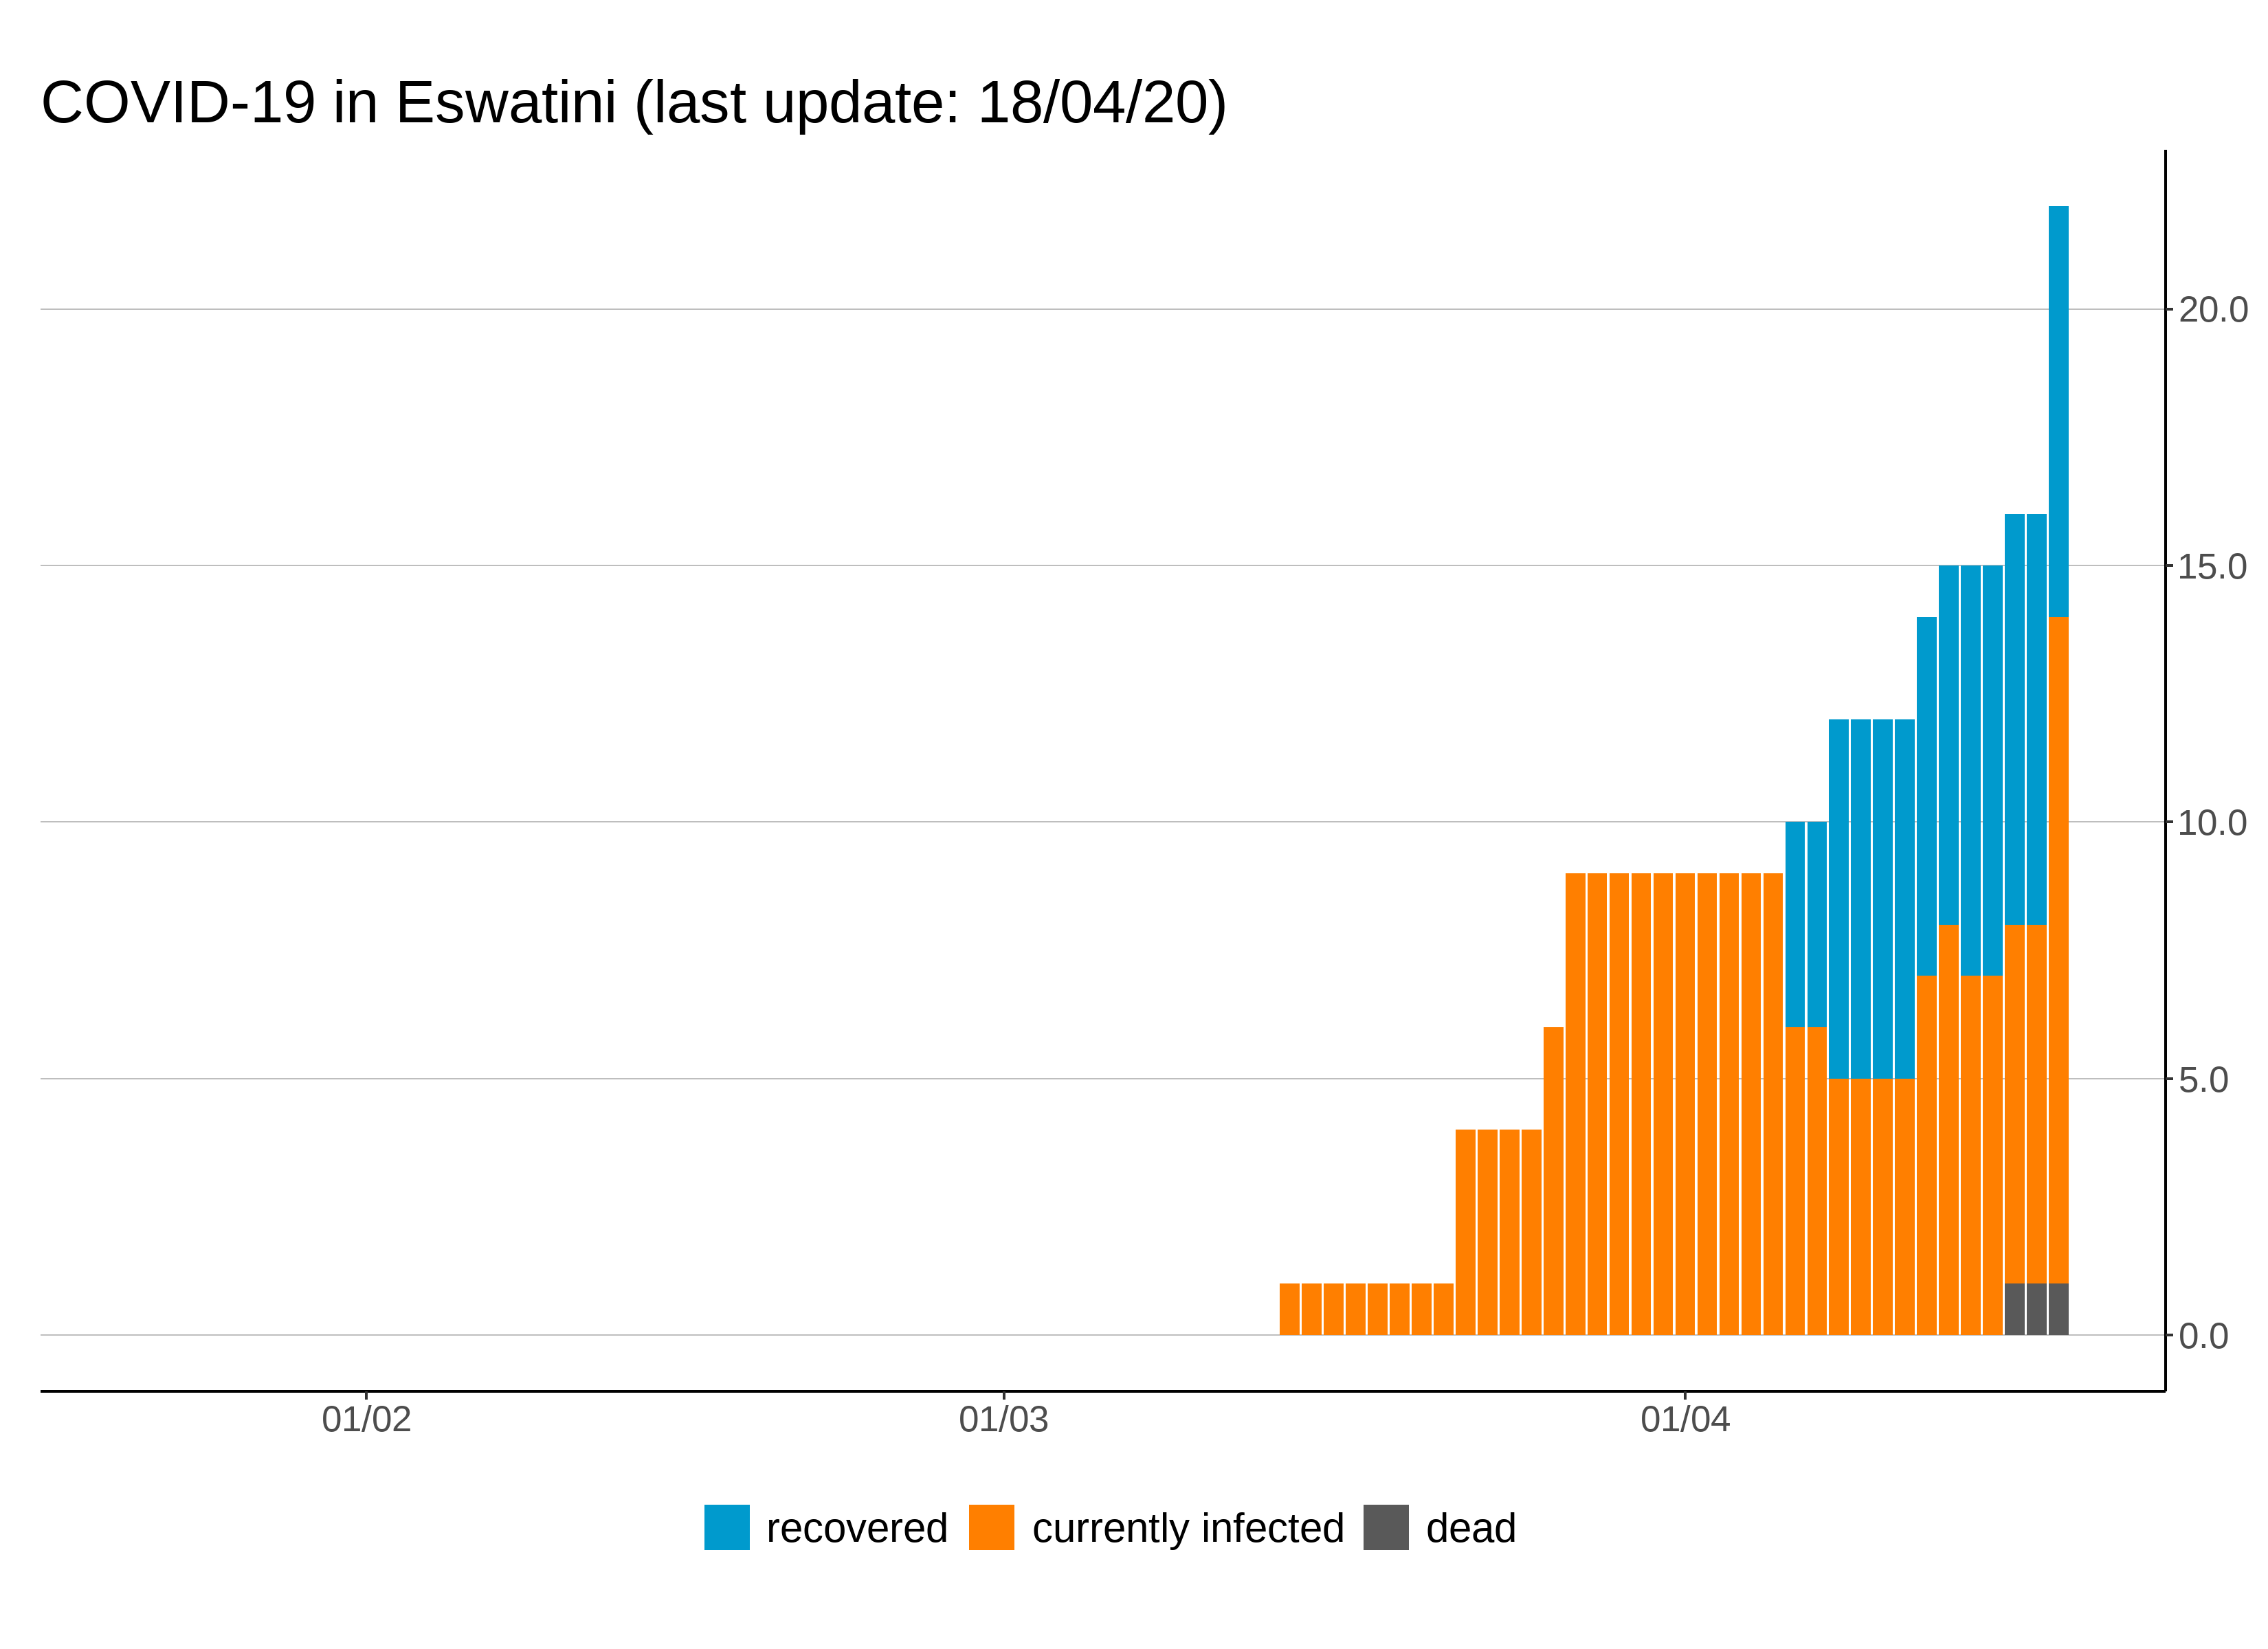 COVID-19 in Eswatini (last update: 18/04/20)
20.0
15.0
10.0
5.0
0.0
01/02 01/03 01/04
recovered currently infected dead